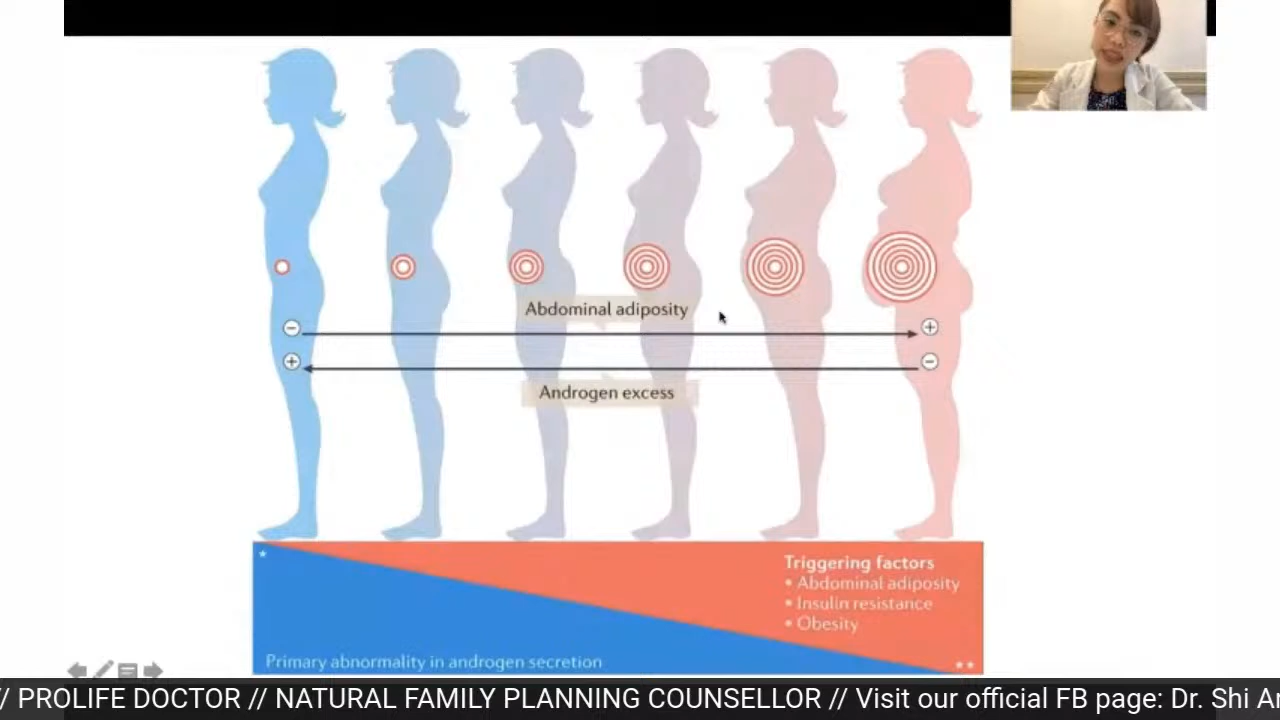 Abdominal adiposity
Androgen excess
Triggering factors
• Abdominal adiposity
• Insulin resistance
• Obesity
Primary abnormality in androgen secretion
// PROLIFE DOCTOR // NATURAL FAMILY PLANNING COUNSELLOR // Visit our official FB page: Dr. Shi